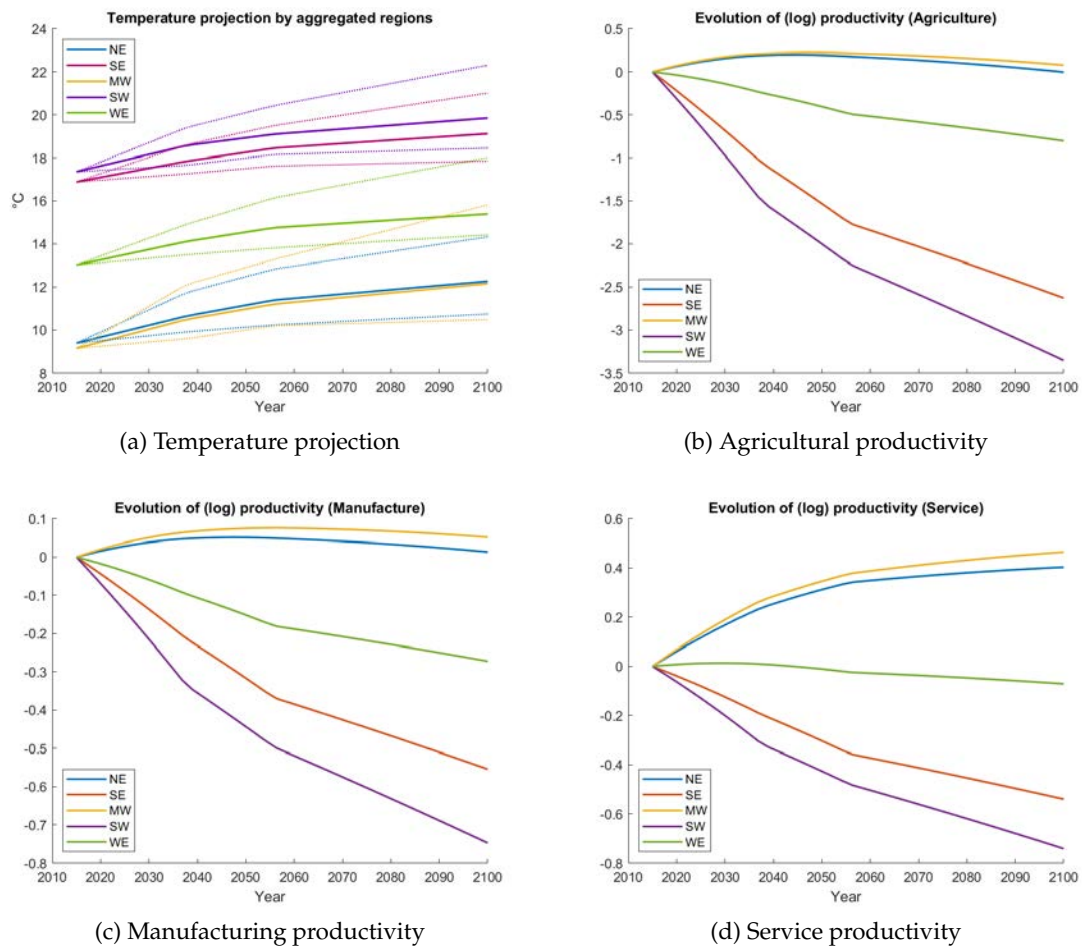 Temperature projection by aggregated regions
24
22
20
18
16
14
12
10
8
°C
NE
SE
MW
SW
WE
2010 2020 2030 2040 2050 2060 2070 2080 2090 2100
Year
(a) Temperature projection
Evolution of (log) productivity (Agriculture)
0.5
0
-0.5
-1
-1.5
-2
-2.5
-3
-3.5
NE
SE
MW
SW
WE
2010 2020 2030 2040 2050 2060 2070 2080 2090 2100
Year
(b) Agricultural productivity
Evolution of (log) productivity (Manufacture)
0.1
0
-0.1
-0.2
-0.3
-0.4
-0.5
-0.6
-0.7
-0.8
NE
SE
MW
SW
WE
2010 2020 2030 2040 2050 2060 2070 2080 2090 2100
Year
(c) Manufacturing productivity
Evolution of (log) productivity (Service)
0.6
0.4
0.2
0
-0.2
-0.4
-0.6
-0.8
NE
SE
MW
SW
WE
2010 2020 2030 2040 2050 2060 2070 2080 2090 2100
Year
(d) Service productivity